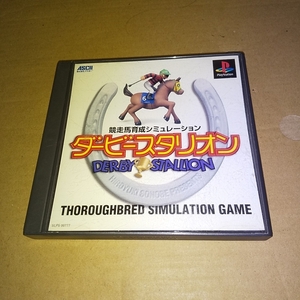 ASCII
PlayStation
競走馬育成シミュレーション
ダービースタリオン
DERBY STALLION
THOROUGHBRED SIMULATION GAME